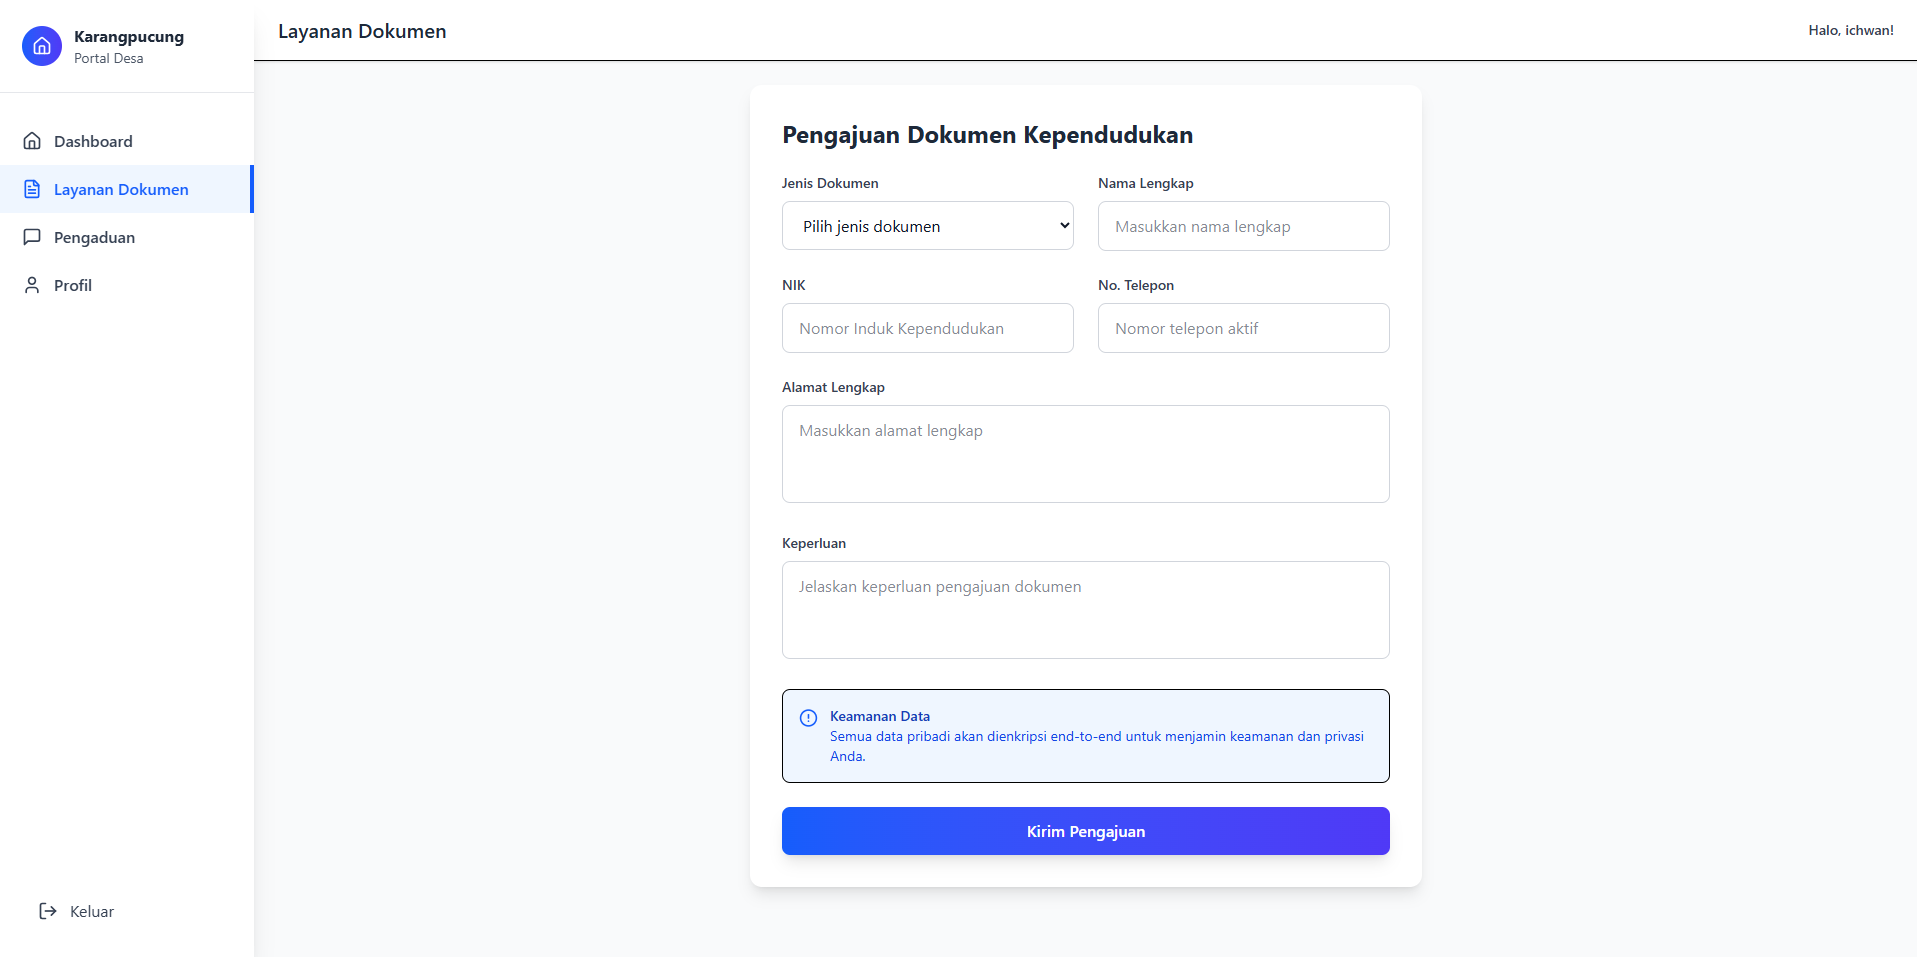 Karangpucung
Portal Desa
Dashboard
Layanan Dokumen
Pengaduan
Profil
Keluar
Layanan Dokumen
Halo, ichwan!
Pengajuan Dokumen Kependudukan
Jenis Dokumen
Pilih jenis dokumen
Nama Lengkap
Masukkan nama lengkap
NIK
Nomor Induk Kependudukan
No. Telepon
Nomor telepon aktif
Alamat Lengkap
Masukkan alamat lengkap
Keperluan
Jelaskan keperluan pengajuan dokumen
Keamanan Data
Semua data pribadi akan dienkripsi end-to-end untuk menjamin keamanan dan privasi
Anda.
Kirim Pengajuan